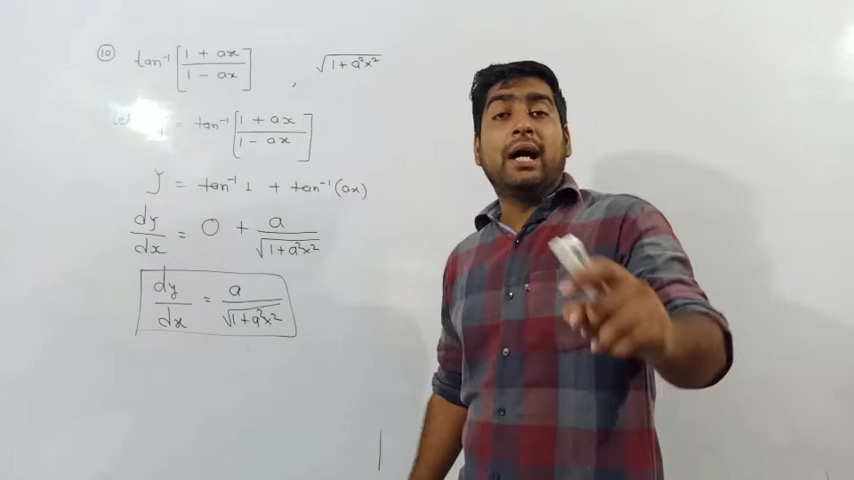 (10) tan⁻¹ [ (1 + ax) / (1 - ax) ] , √(1 + a²x²)
Let = tan⁻¹ [ (1 + ax) / (1 - ax) ]
y = tan⁻¹ 1 + tan⁻¹ (ax)
dy/dx = 0 + a / √(1 + a²x²)
dy/dx = a / √(1 + a²x²)